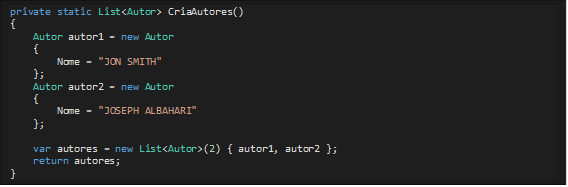 private static List<Autor> CriaAutores()
{
    Autor autor1 = new Autor
    {
        Nome = "JON SMITH"
    };
    Autor autor2 = new Autor
    {
        Nome = "JOSEPH ALBAHARI"
    };

    var autores = new List<Autor>(2) { autor1, autor2 };
    return autores;
}